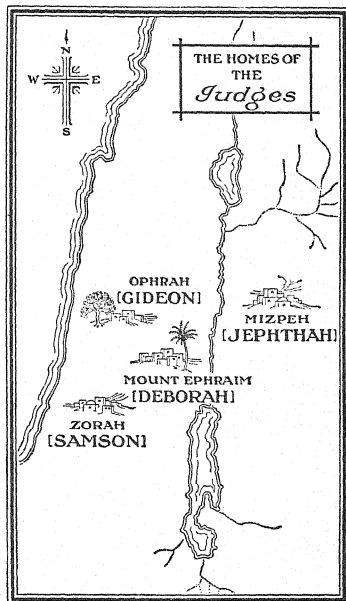 THE HOMES OF
THE
Judges
N
W E
S
OPHRAH
[GIDEON]
MIZPEH
[JEPHTHAH]
MOUNT EPHRAIM
[DEBORAH]
ZORAH
[SAMSON]